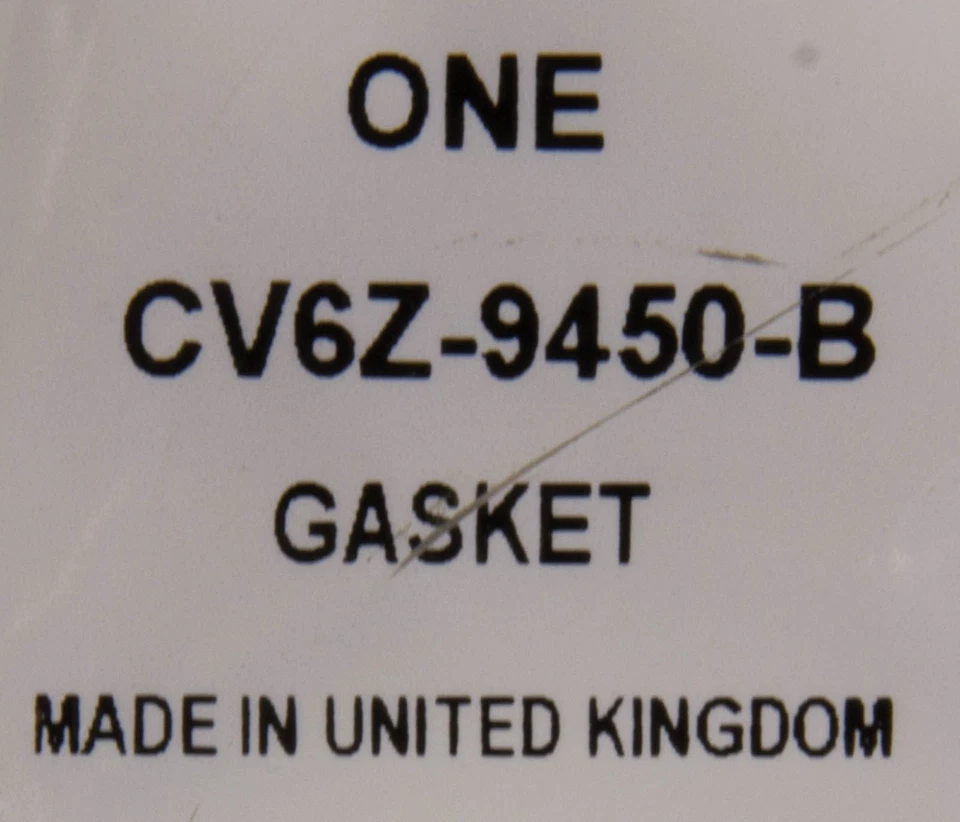 ONE
CV6Z-9450-B
GASKET
MADE IN UNITED KINGDOM